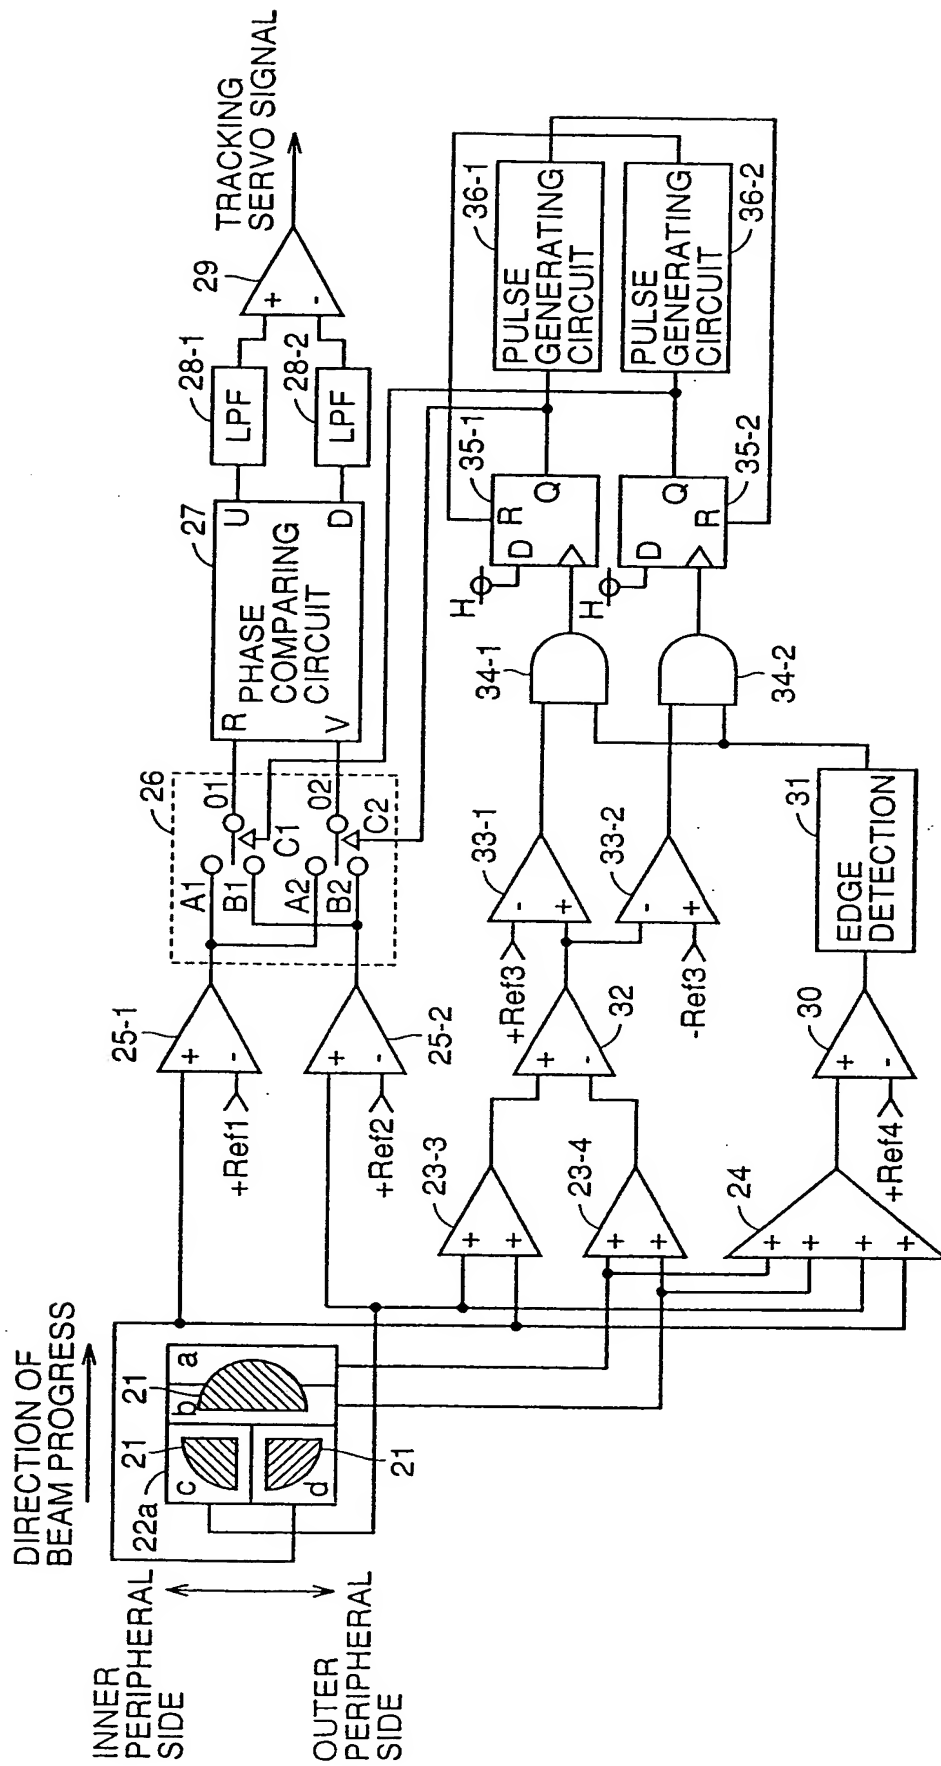 DIRECTION OF
BEAM PROGRESS
INNER
PERIPHERAL
SIDE
OUTER
PERIPHERAL
SIDE
22a
21
21
21
a
b
c
d
25-1
+
-
+Ref1
25-2
+
-
+Ref2
26
A1
B1
A2
B2
C1
C2
01
02
27
R
V
U
D
PHASE
COMPARING
CIRCUIT
28-1
LPF
28-2
LPF
29
+
-
TRACKING
SERVO SIGNAL
23-3
+
+
23-4
+
+
32
+
-
+Ref3
33-1
-
+
33-2
-
+
-Ref3
34-1
34-2
H
D
R
Q
35-1
H
D
R
Q
35-2
36-1
PULSE
GENERATING
CIRCUIT
PULSE
GENERATING
CIRCUIT
36-2
24
+
+
+
+
30
+
-
+Ref4
31
EDGE
DETECTION